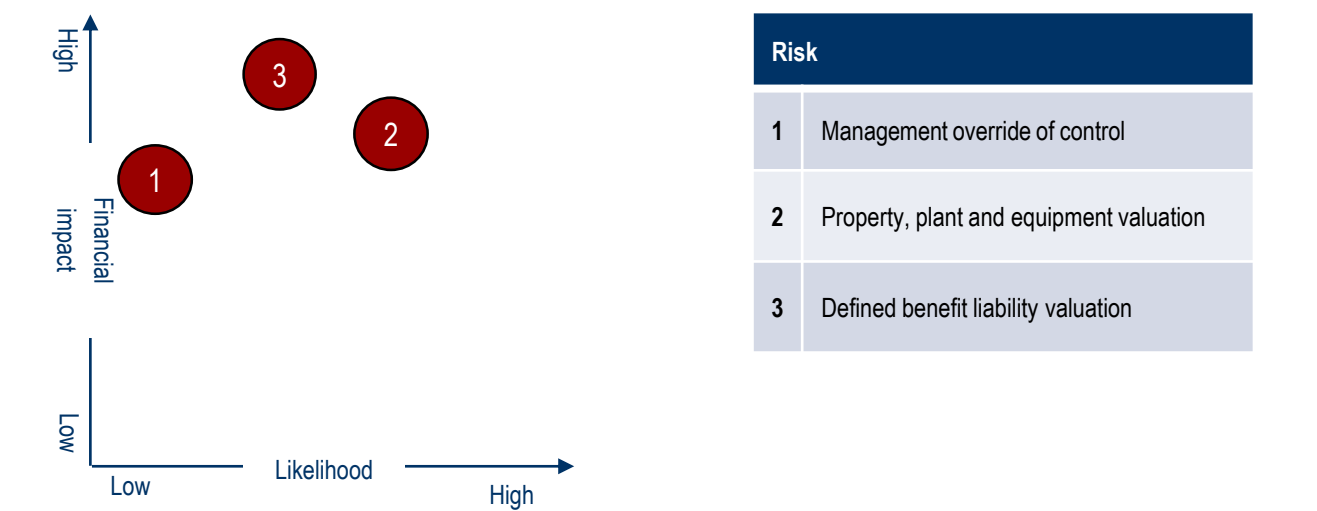 High
3
2
1
Financial
impact
Low
Likelihood
Low
High
Risk
1 Management override of control
2 Property, plant and equipment valuation
3 Defined benefit liability valuation